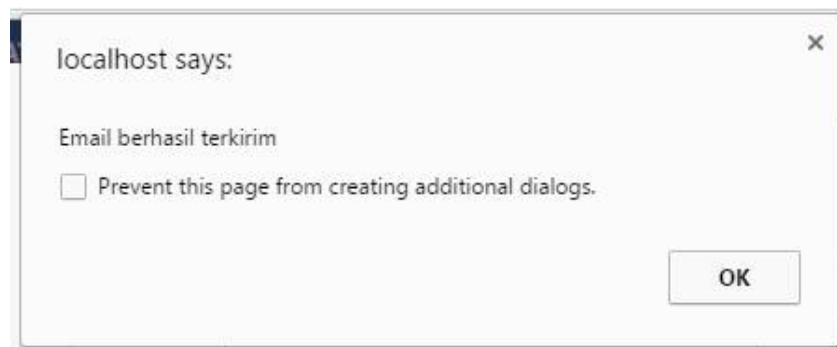 localhost says:
Email berhasil terkirim
Prevent this page from creating additional dialogs.
OK